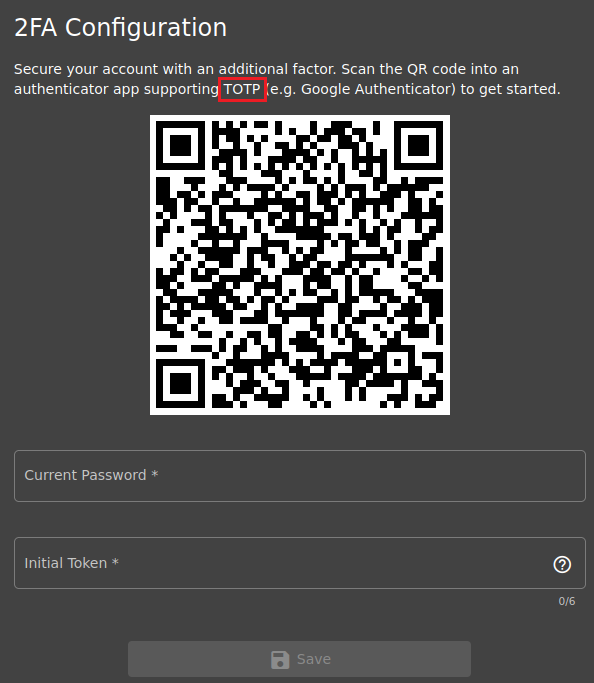 2FA Configuration
Secure your account with an additional factor. Scan the QR code into an
authenticator app supporting TOTP (e.g. Google Authenticator) to get started.
Current Password *
Initial Token *
0/6
Save